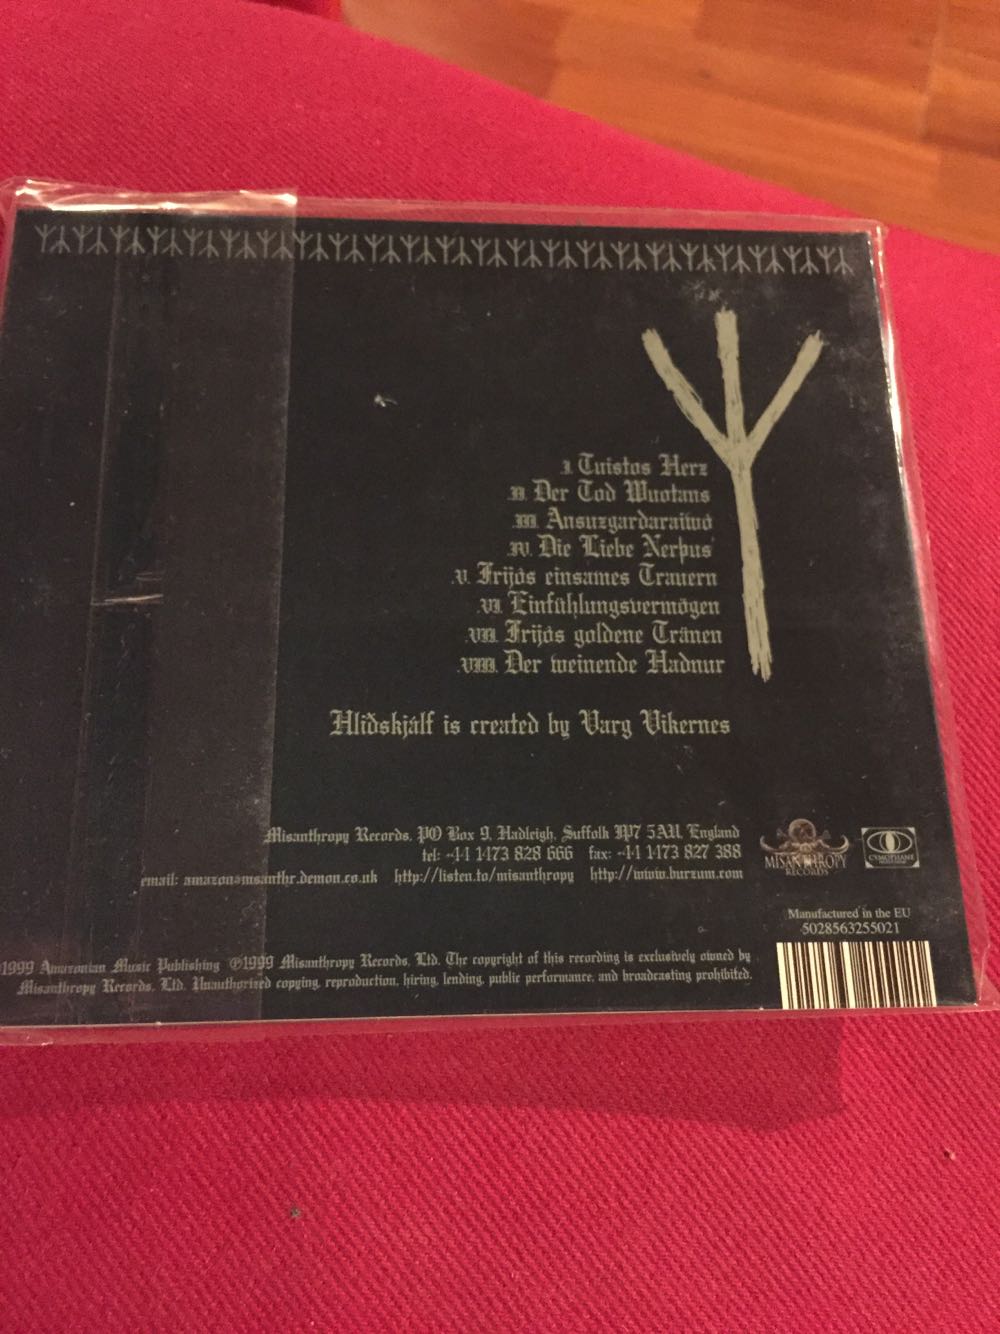 I. Tuistos Herz
II. Der Tod Wuotans
III. Ansuzgardaraiwô
IV. Die Liebe Nerþus'
V. Frijôs einsames Trauern
VI. Einfühlungsvermögen
VII. Frijôs goldene Tränen
VIII. Der weinende Hadnur
Hliðskjálf is created by Varg Vikernes
Misanthropy Records, PO Box 9, Hadleigh, Suffolk IP7 5AU, England
tel: +44 1473 828 666 fax: +44 1473 827 388
email: amazon@misanthr.demon.co.uk http://listen.to/misanthropy http://www.burzum.com
MISANTHROPY
RECORDS
CYMOPHANE
Manufactured in the EU
5028563255021
1999 Amazonian Music Publishing ℗1999 Misanthropy Records, Ltd. The copyright of this recording is exclusively owned by
Misanthropy Records, Ltd. Unauthorised copying, reproduction, hiring, lending, public performance, and broadcasting prohibited.